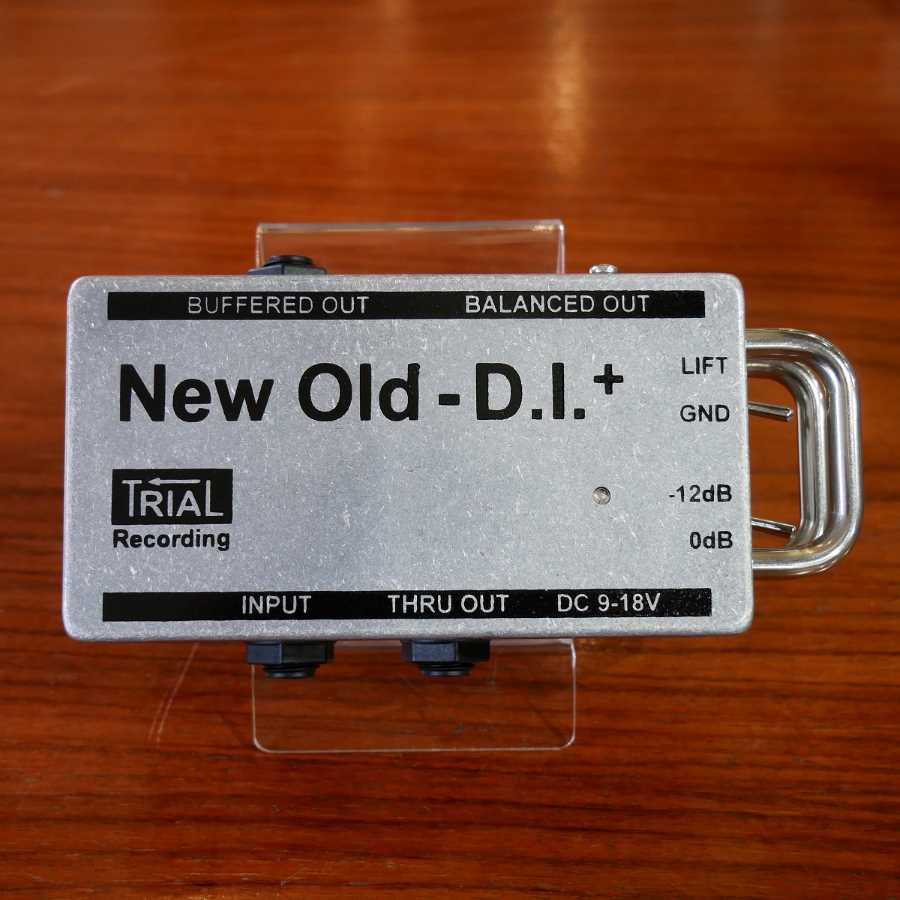 BUFFERED OUT BALANCED OUT
New Old-D.I.+
LIFT
GND
TRIAL
Recording
-12dB
0dB
INPUT THRU OUT DC 9-18V